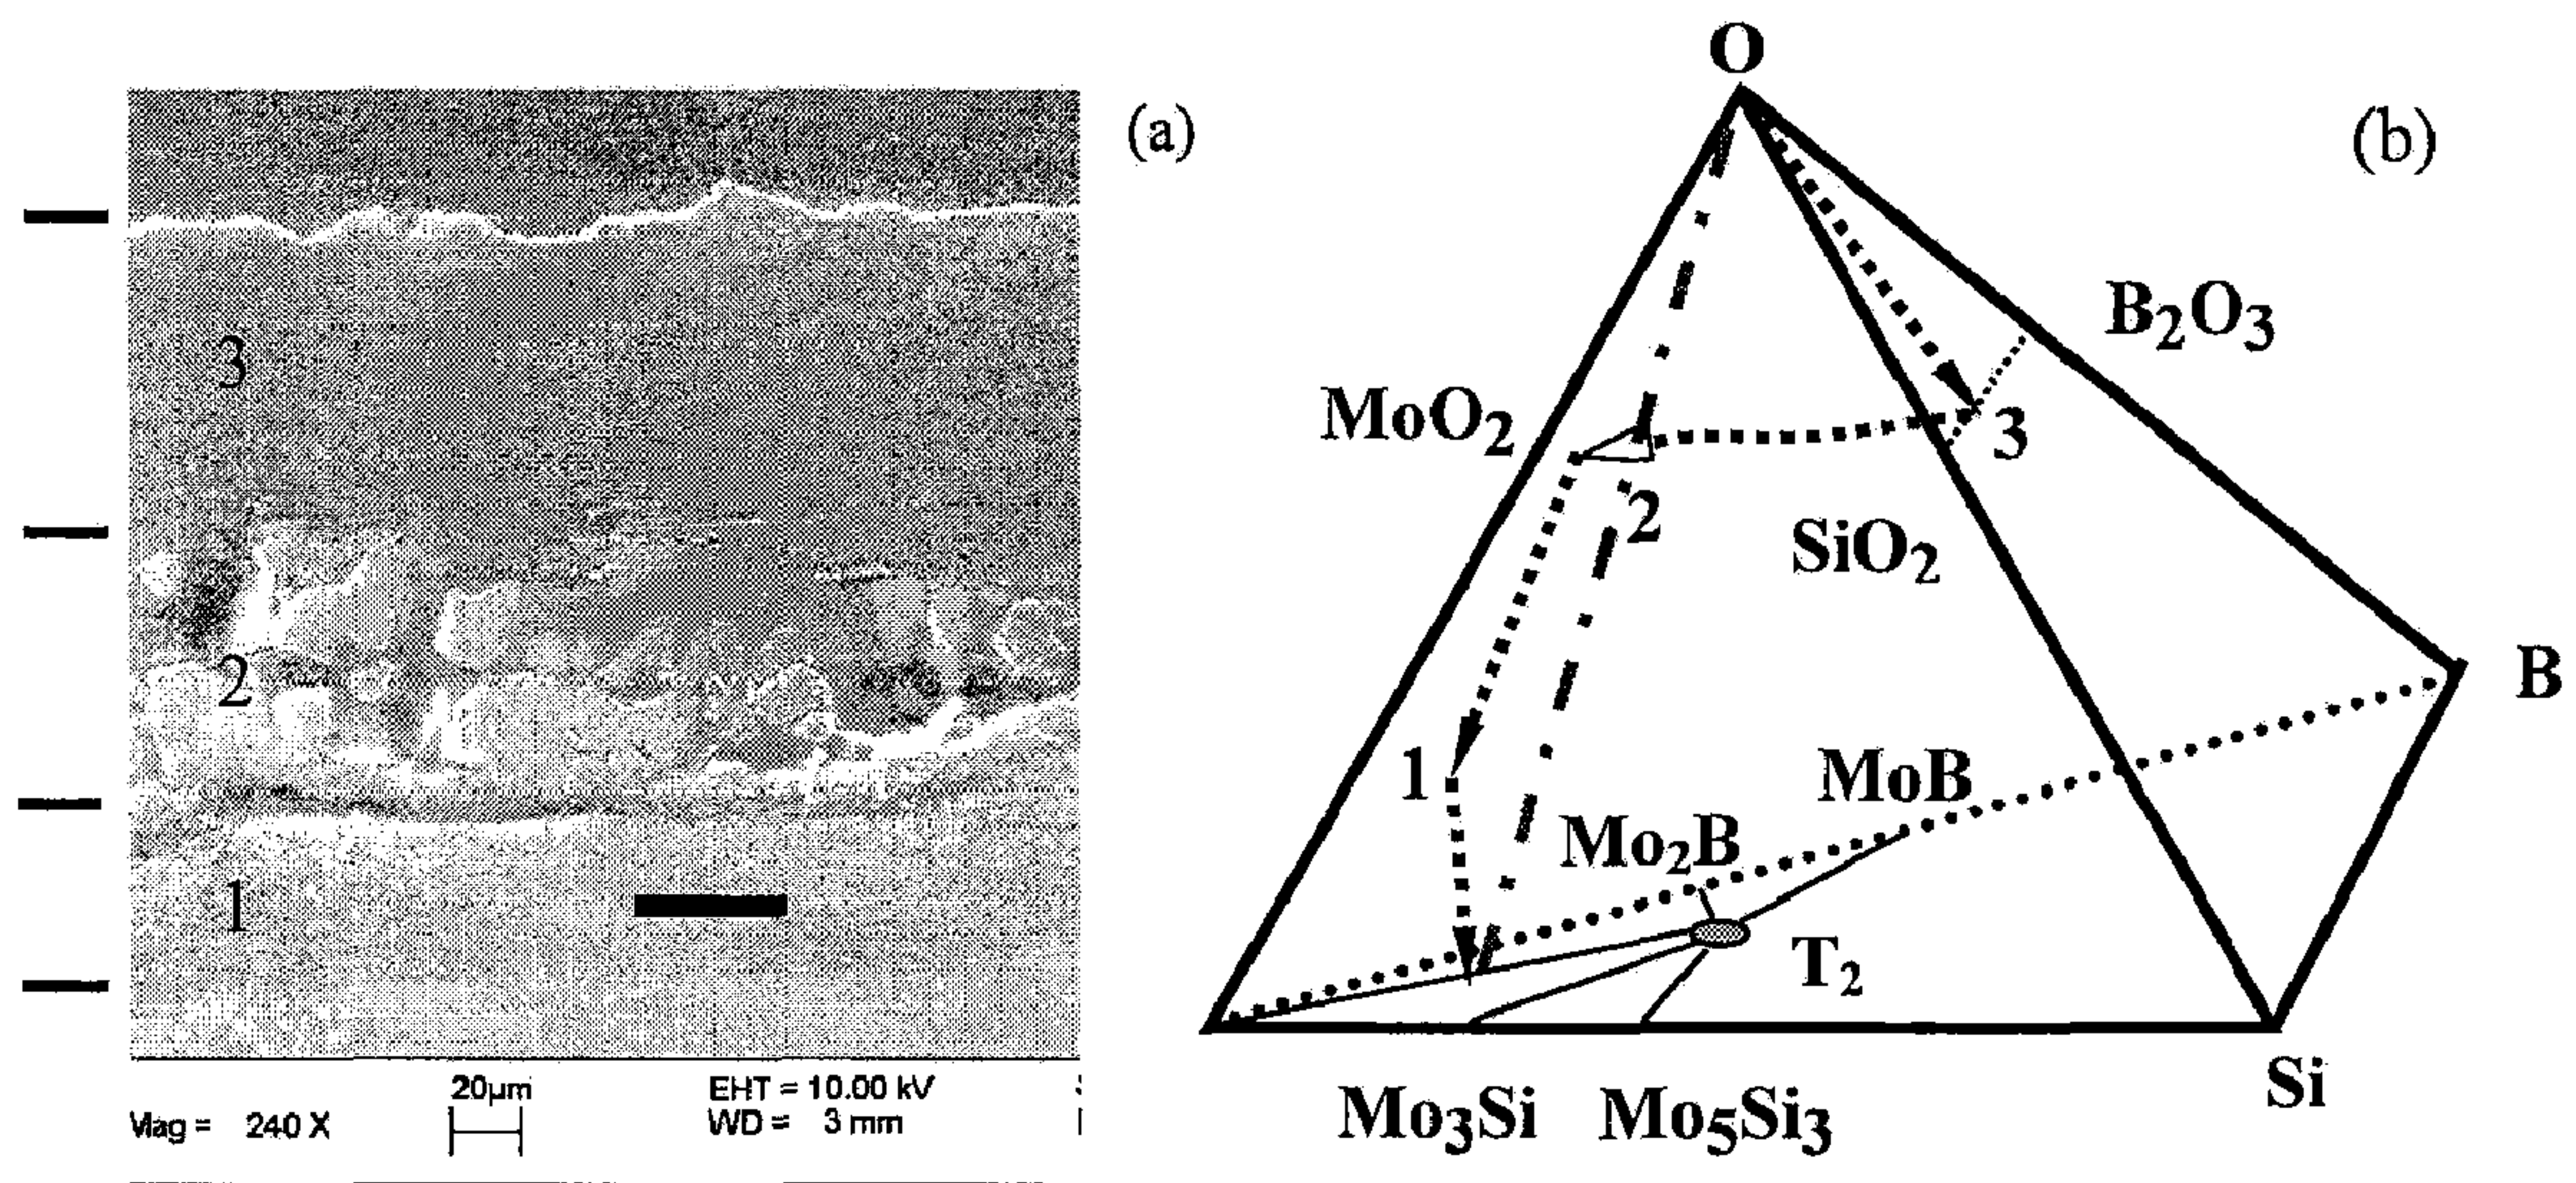 (a)
3
2
1
20µm
EHT = 10.00 kV
Mag = 240 X
WD = 3 mm
(b)
O
B₂O₃
MoO₂
3
2
SiO₂
B
1
MoB
Mo₂B
T₂
Si
Mo₃Si Mo₅Si₃